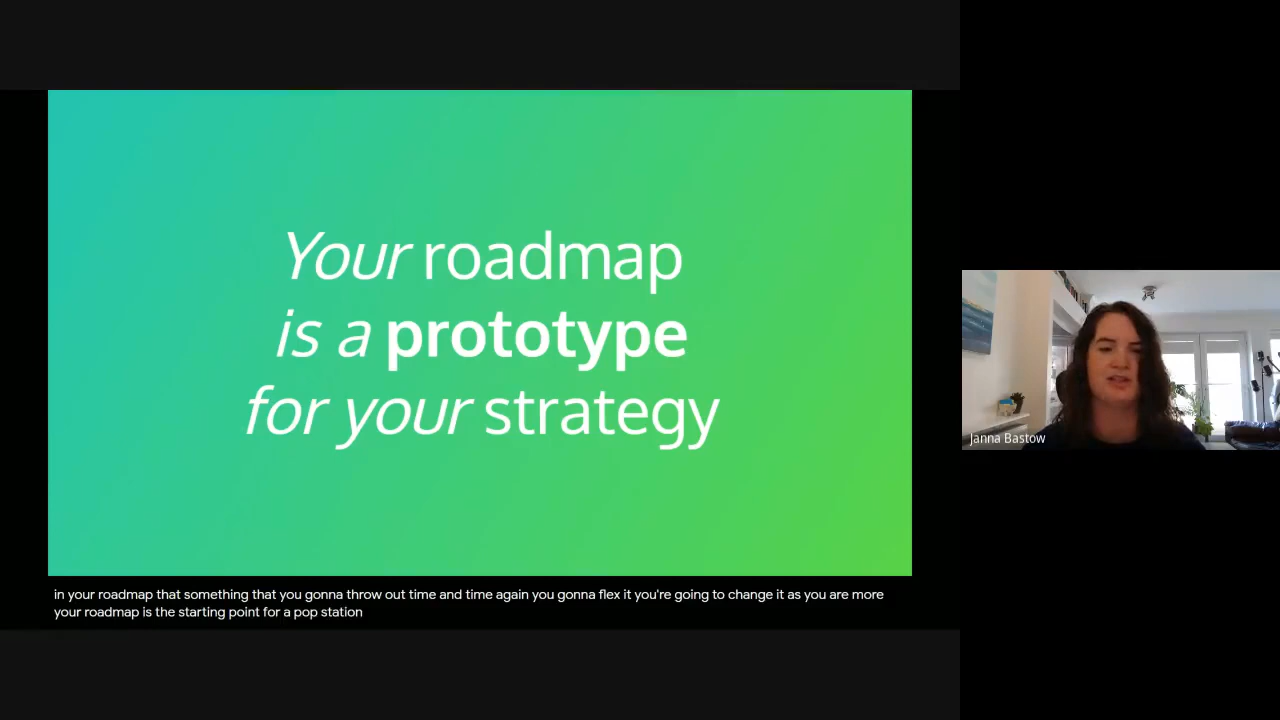 Your roadmap
is a prototype
for your strategy
in your roadmap that something that you gonna throw out time and time again you gonna flex it you're going to change it as you are more
your roadmap is the starting point for a pop station
Janna Bastow